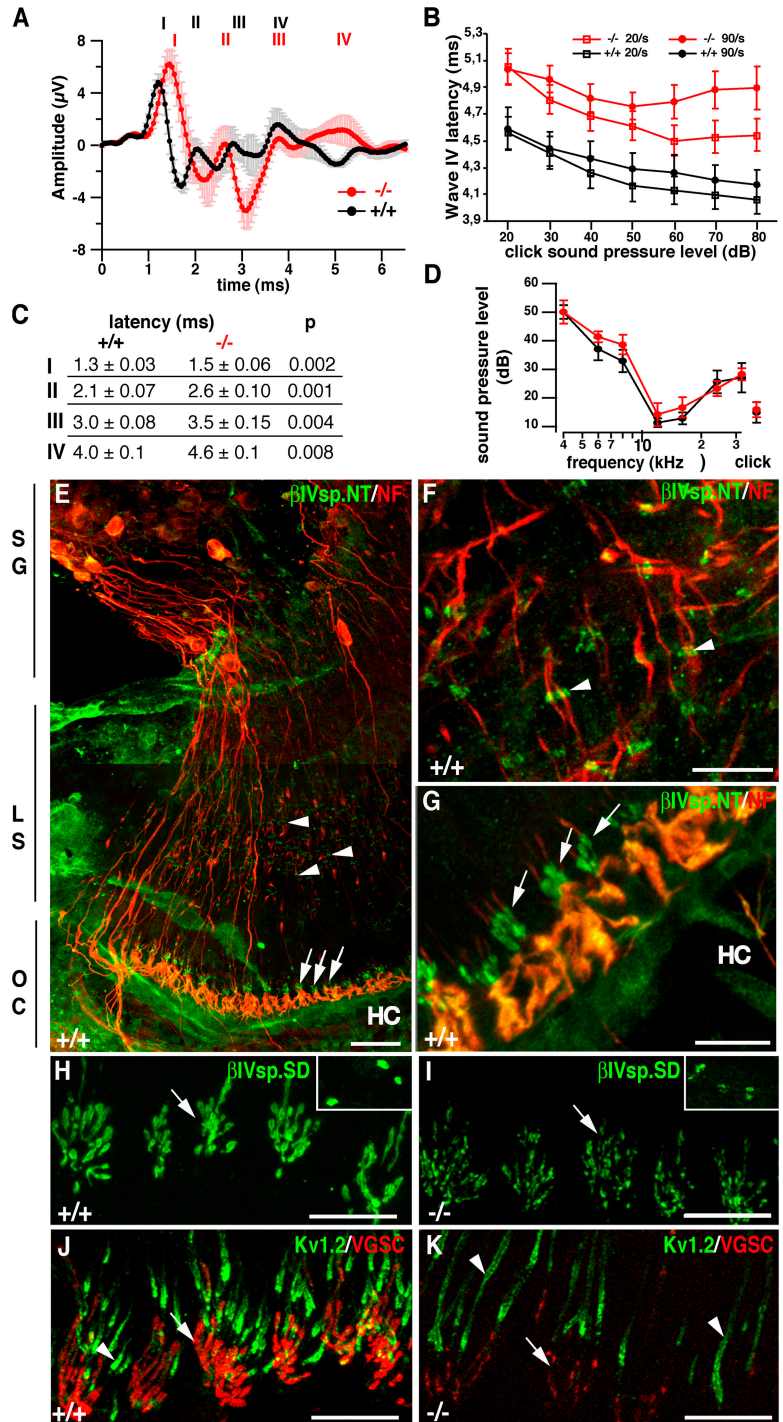 A
I II III IV
I II III IV
Amplitude (µV)
8
4
0
-4
-8
-/-
+/+
0 1 2 3 4 5 6
time (ms)
B
Wave IV latency (ms)
5,3
5,1
4,9
4,7
4,5
4,3
4,1
3,9
-/- 20/s -/- 90/s
+/+ 20/s +/+ 90/s
20 30 40 50 60 70 80
click sound pressure level (dB)
C
latency (ms) p
+/+ -/-
I 1.3 ± 0.03 1.5 ± 0.06 0.002
II 2.1 ± 0.07 2.6 ± 0.10 0.001
III 3.0 ± 0.08 3.5 ± 0.15 0.004
IV 4.0 ± 0.1 4.6 ± 0.1 0.008
D
sound pressure level
(dB)
60
50
40
30
20
10
4 5 6 7 10 2 3
frequency (kHz ) click
E
βIVsp.NT/NF
SG
LS
OC
HC
+/+
F
βIVsp.NT/NF
+/+
G
βIVsp.NT/NF
HC
+/+
H
βIVsp.SD
+/+
I
βIVsp.SD
-/-
J
Kv1.2/VGSC
+/+
K
Kv1.2/VGSC
-/-